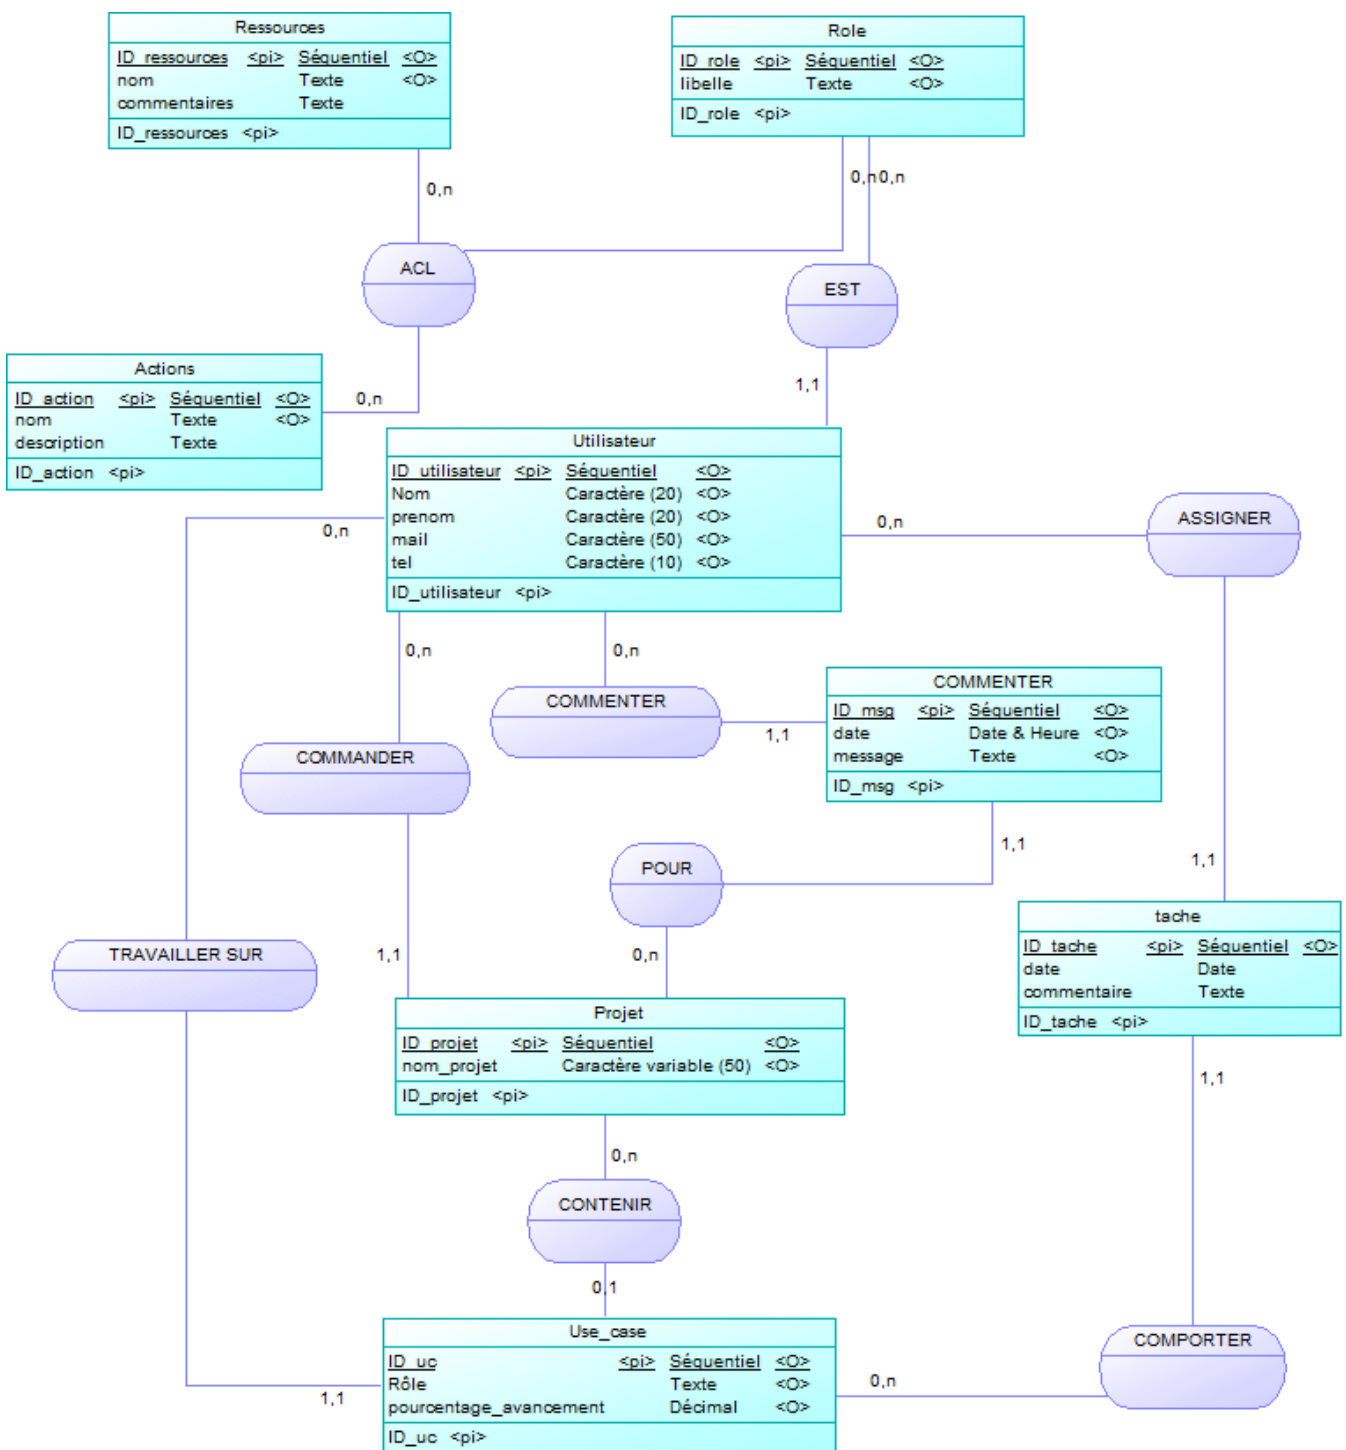 Ressources
ID_ressources <pi> Séquentiel <O>
nom Texte <O>
commentaires Texte
ID_ressources <pi>
Role
ID_role <pi> Séquentiel <O>
libelle Texte <O>
ID_role <pi>
0,n
0,n
0,n
ACL
EST
1,1
Actions
ID_action <pi> Séquentiel <O>
nom Texte <O>
description Texte
ID_action <pi>
0,n
Utilisateur
ID_utilisateur <pi> Séquentiel <O>
Nom Caractère (20) <O>
prenom Caractère (20) <O>
mail Caractère (50) <O>
tel Caractère (10) <O>
ID_utilisateur <pi>
0,n
0,n
ASSIGNER
0,n
0,n
COMMENTER
1,1
COMMENTER
ID_msg <pi> Séquentiel <O>
date Date & Heure <O>
message Texte <O>
ID_msg <pi>
COMMANDER
1,1
1,1
POUR
tache
ID_tache <pi> Séquentiel <O>
date Date
commentaire Texte
ID_tache <pi>
TRAVAILLER SUR
1,1
0,n
Projet
ID_projet <pi> Séquentiel <O>
nom_projet Caractère variable (50) <O>
ID_projet <pi>
1,1
0,n
CONTENIR
0,1
Use_case
ID_uc <pi> Séquentiel <O>
Rôle Texte <O>
pourcentage_avancement Décimal <O>
ID_uc <pi>
1,1
0,n
COMPORTER